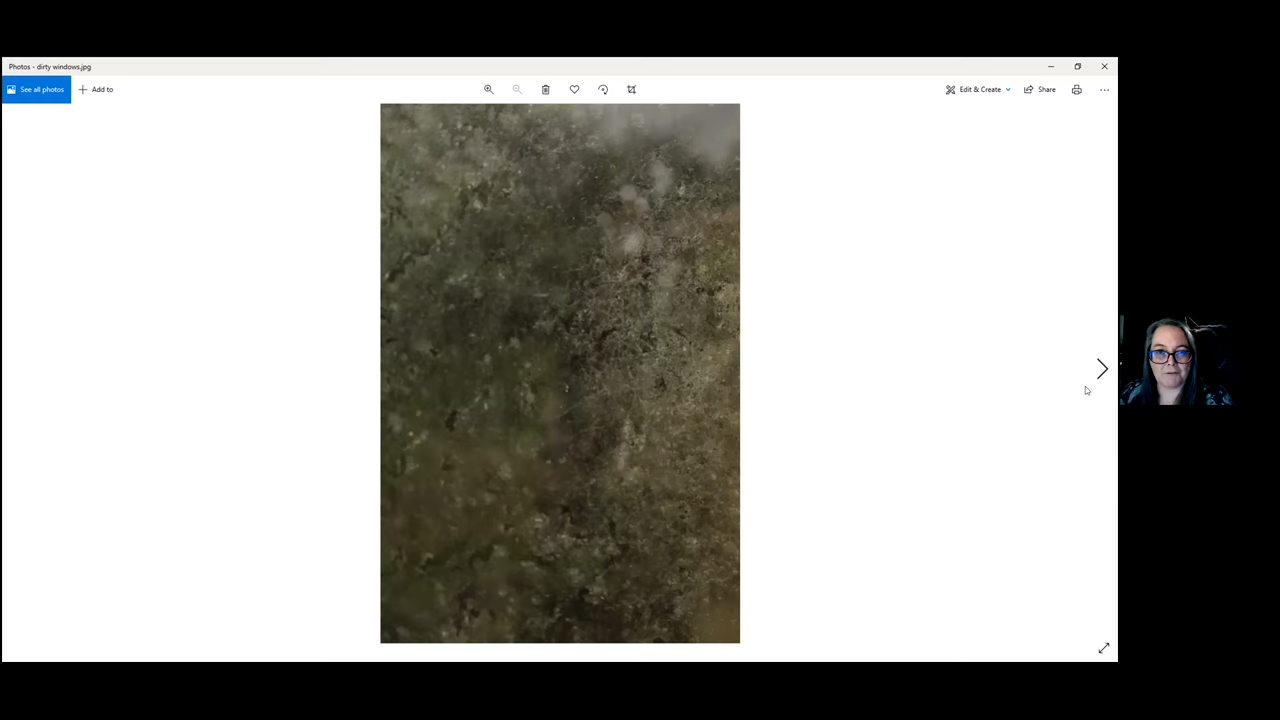 Photos - dirty windows.jpg
See all photos
Add to
Edit & Create
Share